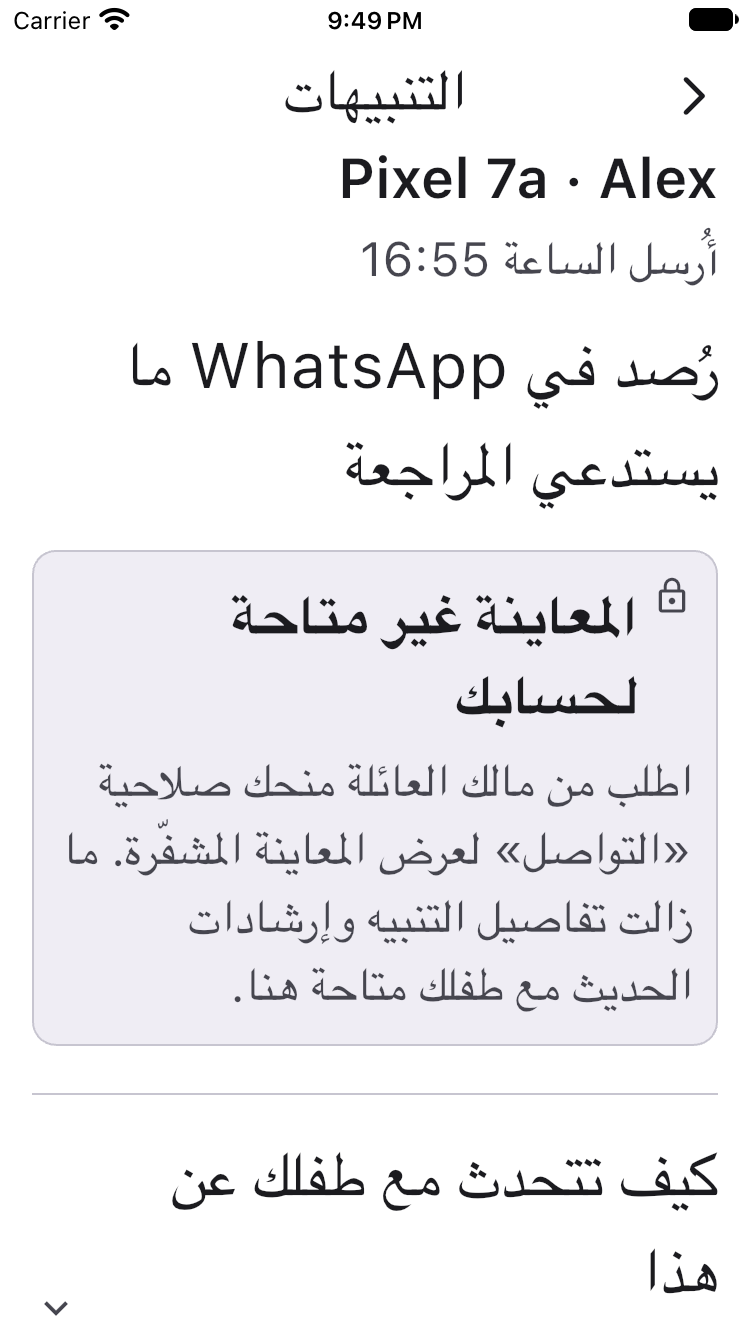 Carrier 9:49 PM
التنبيهات
Pixel 7a · Alex
أُرسل الساعة 16:55
رُصد في WhatsApp ما
يستدعي المراجعة
المعاينة غير متاحة
لحسابك
اطلب من مالك العائلة منحك صلاحية
«التواصل» لعرض المعاينة المشفّرة. ما
زالت تفاصيل التنبيه وإرشادات
الحديث مع طفلك متاحة هنا.
كيف تتحدث مع طفلك عن
هذا